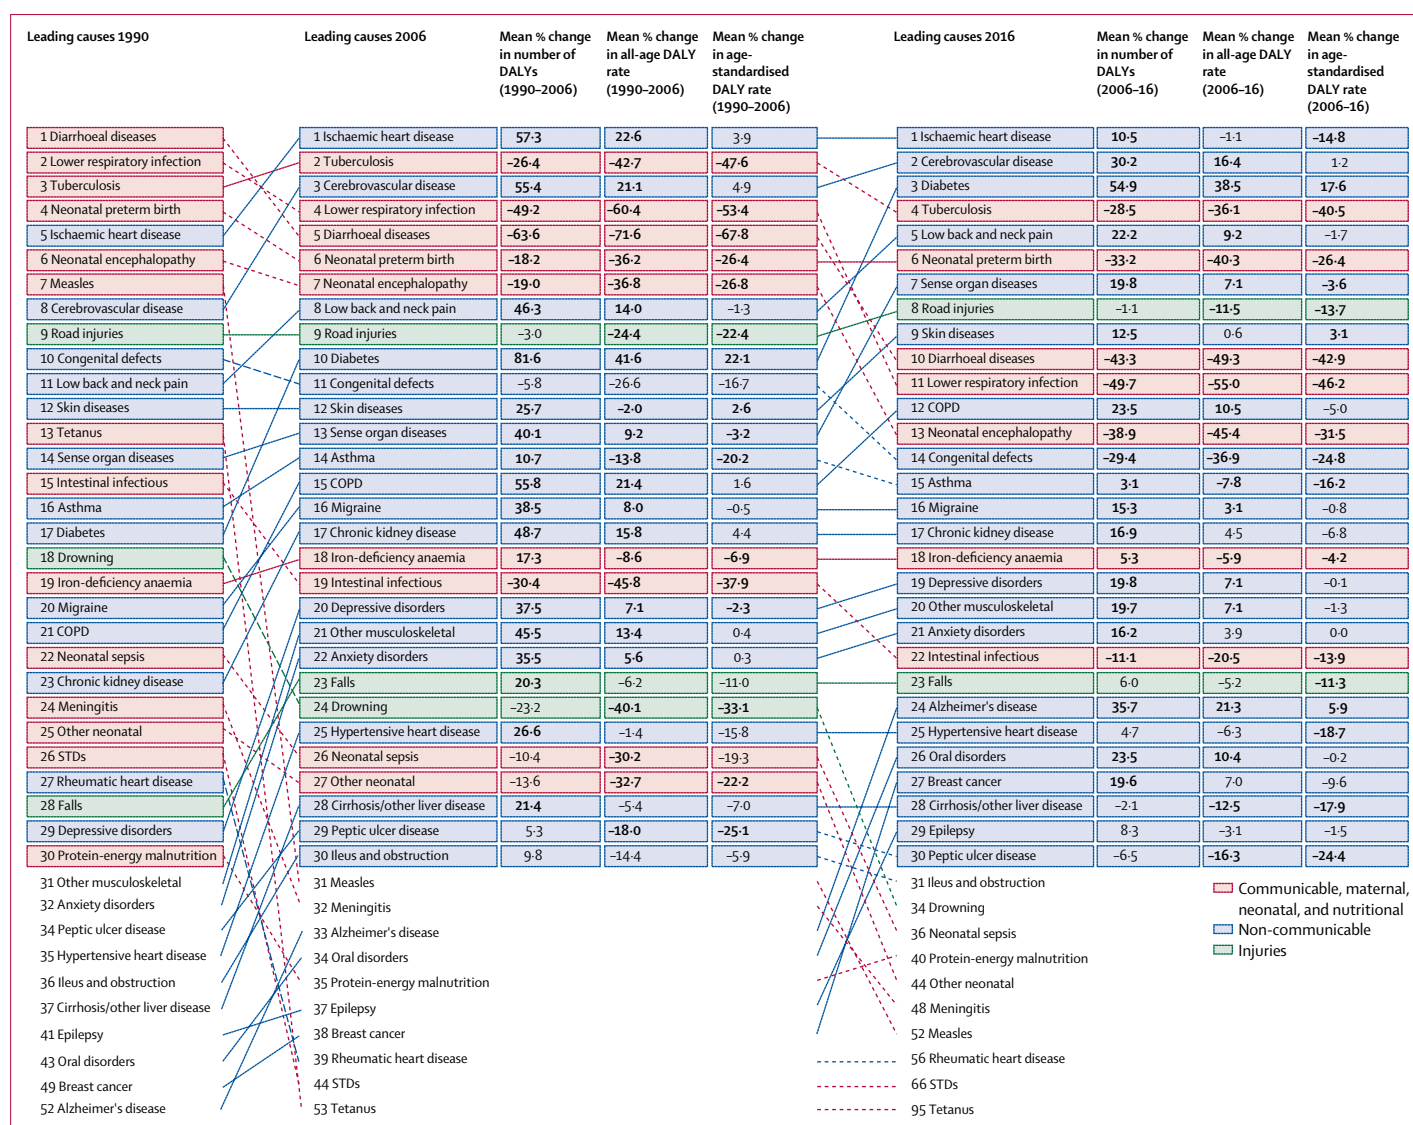 Leading causes 1990
Leading causes 2006
Mean % change
in number of
DALYs
(1990–2006)
Mean % change
in all-age DALY
rate
(1990–2006)
Mean % change
in age-
standardised
DALY rate
(1990–2006)
Leading causes 2016
Mean % change
in number of
DALYs
(2006–16)
Mean % change
in all-age DALY
rate
(2006–16)
Mean % change
in age-
standardised
DALY rate
(2006–16)
1 Diarrhoeal diseases 1 Ischaemic heart disease 57·3 22·6 3·9 1 Ischaemic heart disease 10·5 –1·1 –14·8
2 Lower respiratory infection 2 Tuberculosis –26·4 –42·7 –47·6 2 Cerebrovascular disease 30·2 16·4 1·2
3 Tuberculosis 3 Cerebrovascular disease 55·4 21·1 4·9 3 Diabetes 54·9 38·5 17·6
4 Neonatal preterm birth 4 Lower respiratory infection –49·2 –60·4 –53·4 4 Tuberculosis –28·5 –36·1 –40·5
5 Ischaemic heart disease 5 Diarrhoeal diseases –63·6 –71·6 –67·8 5 Low back and neck pain 22·2 9·2 –1·7
6 Neonatal encephalopathy 6 Neonatal preterm birth –18·2 –36·2 –26·4 6 Neonatal preterm birth –33·2 –40·3 –26·4
7 Measles 7 Neonatal encephalopathy –19·0 –36·8 –26·8 7 Sense organ diseases 19·8 7·1 –3·6
8 Cerebrovascular disease 8 Low back and neck pain 46·3 14·0 –1·3 8 Road injuries –1·1 –11·5 –13·7
9 Road injuries 9 Road injuries –3·0 –24·4 –22·4 9 Skin diseases 12·5 0·6 3·1
10 Congenital defects 10 Diabetes 81·6 41·6 22·1 10 Diarrhoeal diseases –43·3 –49·3 –42·9
11 Low back and neck pain 11 Congenital defects –5·8 –26·6 –16·7 11 Lower respiratory infection –49·7 –55·0 –46·2
12 Skin diseases 12 Skin diseases 25·7 –2·0 2·6 12 COPD 23·5 10·5 –5·0
13 Tetanus 13 Sense organ diseases 40·1 9·2 –3·2 13 Neonatal encephalopathy –38·9 –45·4 –31·5
14 Sense organ diseases 14 Asthma 10·7 –13·8 –20·2 14 Congenital defects –29·4 –36·9 –24·8
15 Intestinal infectious 15 COPD 55·8 21·4 1·6 15 Asthma 3·1 –7·8 –16·2
16 Asthma 16 Migraine 38·5 8·0 –0·5 16 Migraine 15·3 3·1 –0·8
17 Diabetes 17 Chronic kidney disease 48·7 15·8 4·4 17 Chronic kidney disease 16·9 4·5 –6·8
18 Drowning 18 Iron-deficiency anaemia 17·3 –8·6 –6·9 18 Iron-deficiency anaemia 5·3 –5·9 –4·2
19 Iron-deficiency anaemia 19 Intestinal infectious –30·4 –45·8 –37·9 19 Depressive disorders 19·8 7·1 –0·1
20 Migraine 20 Depressive disorders 37·5 7·1 –2·3 20 Other musculoskeletal 19·7 7·1 –1·3
21 COPD 21 Other musculoskeletal 45·5 13·4 0·4 21 Anxiety disorders 16·2 3·9 0·0
22 Neonatal sepsis 22 Anxiety disorders 35·5 5·6 0·3 22 Intestinal infectious –11·1 –20·5 –13·9
23 Chronic kidney disease 23 Falls 20·3 –6·2 –11·0 23 Falls 6·0 –5·2 –11·3
24 Meningitis 24 Drowning –23·2 –40·1 –33·1 24 Alzheimer's disease 35·7 21·3 5·9
25 Other neonatal 25 Hypertensive heart disease 26·6 –1·4 –15·8 25 Hypertensive heart disease 4·7 –6·3 –18·7
26 STDs 26 Neonatal sepsis –10·4 –30·2 –19·3 26 Oral disorders 23·5 10·4 –0·2
27 Rheumatic heart disease 27 Other neonatal –13·6 –32·7 –22·2 27 Breast cancer 19·6 7·0 –9·6
28 Falls 28 Cirrhosis/other liver disease 21·4 –5·4 –7·0 28 Cirrhosis/other liver disease –2·1 –12·5 –17·9
29 Depressive disorders 29 Peptic ulcer disease 5·3 –18·0 –25·1 29 Epilepsy 8·3 –3·1 –1·5
30 Protein-energy malnutrition 30 Ileus and obstruction 9·8 –14·4 –5·9 30 Peptic ulcer disease –6·5 –16·3 –24·4
31 Other musculoskeletal 31 Measles 31 Ileus and obstruction
32 Anxiety disorders 32 Meningitis 34 Drowning
34 Peptic ulcer disease 33 Alzheimer's disease 36 Neonatal sepsis
35 Hypertensive heart disease 34 Oral disorders 40 Protein-energy malnutrition
36 Ileus and obstruction 35 Protein-energy malnutrition 44 Other neonatal
37 Cirrhosis/other liver disease 37 Epilepsy 48 Meningitis
41 Epilepsy 38 Breast cancer 52 Measles
43 Oral disorders 39 Rheumatic heart disease 56 Rheumatic heart disease
49 Breast cancer 44 STDs 66 STDs
52 Alzheimer's disease 53 Tetanus 95 Tetanus
Communicable, maternal,
neonatal, and nutritional
Non-communicable
Injuries